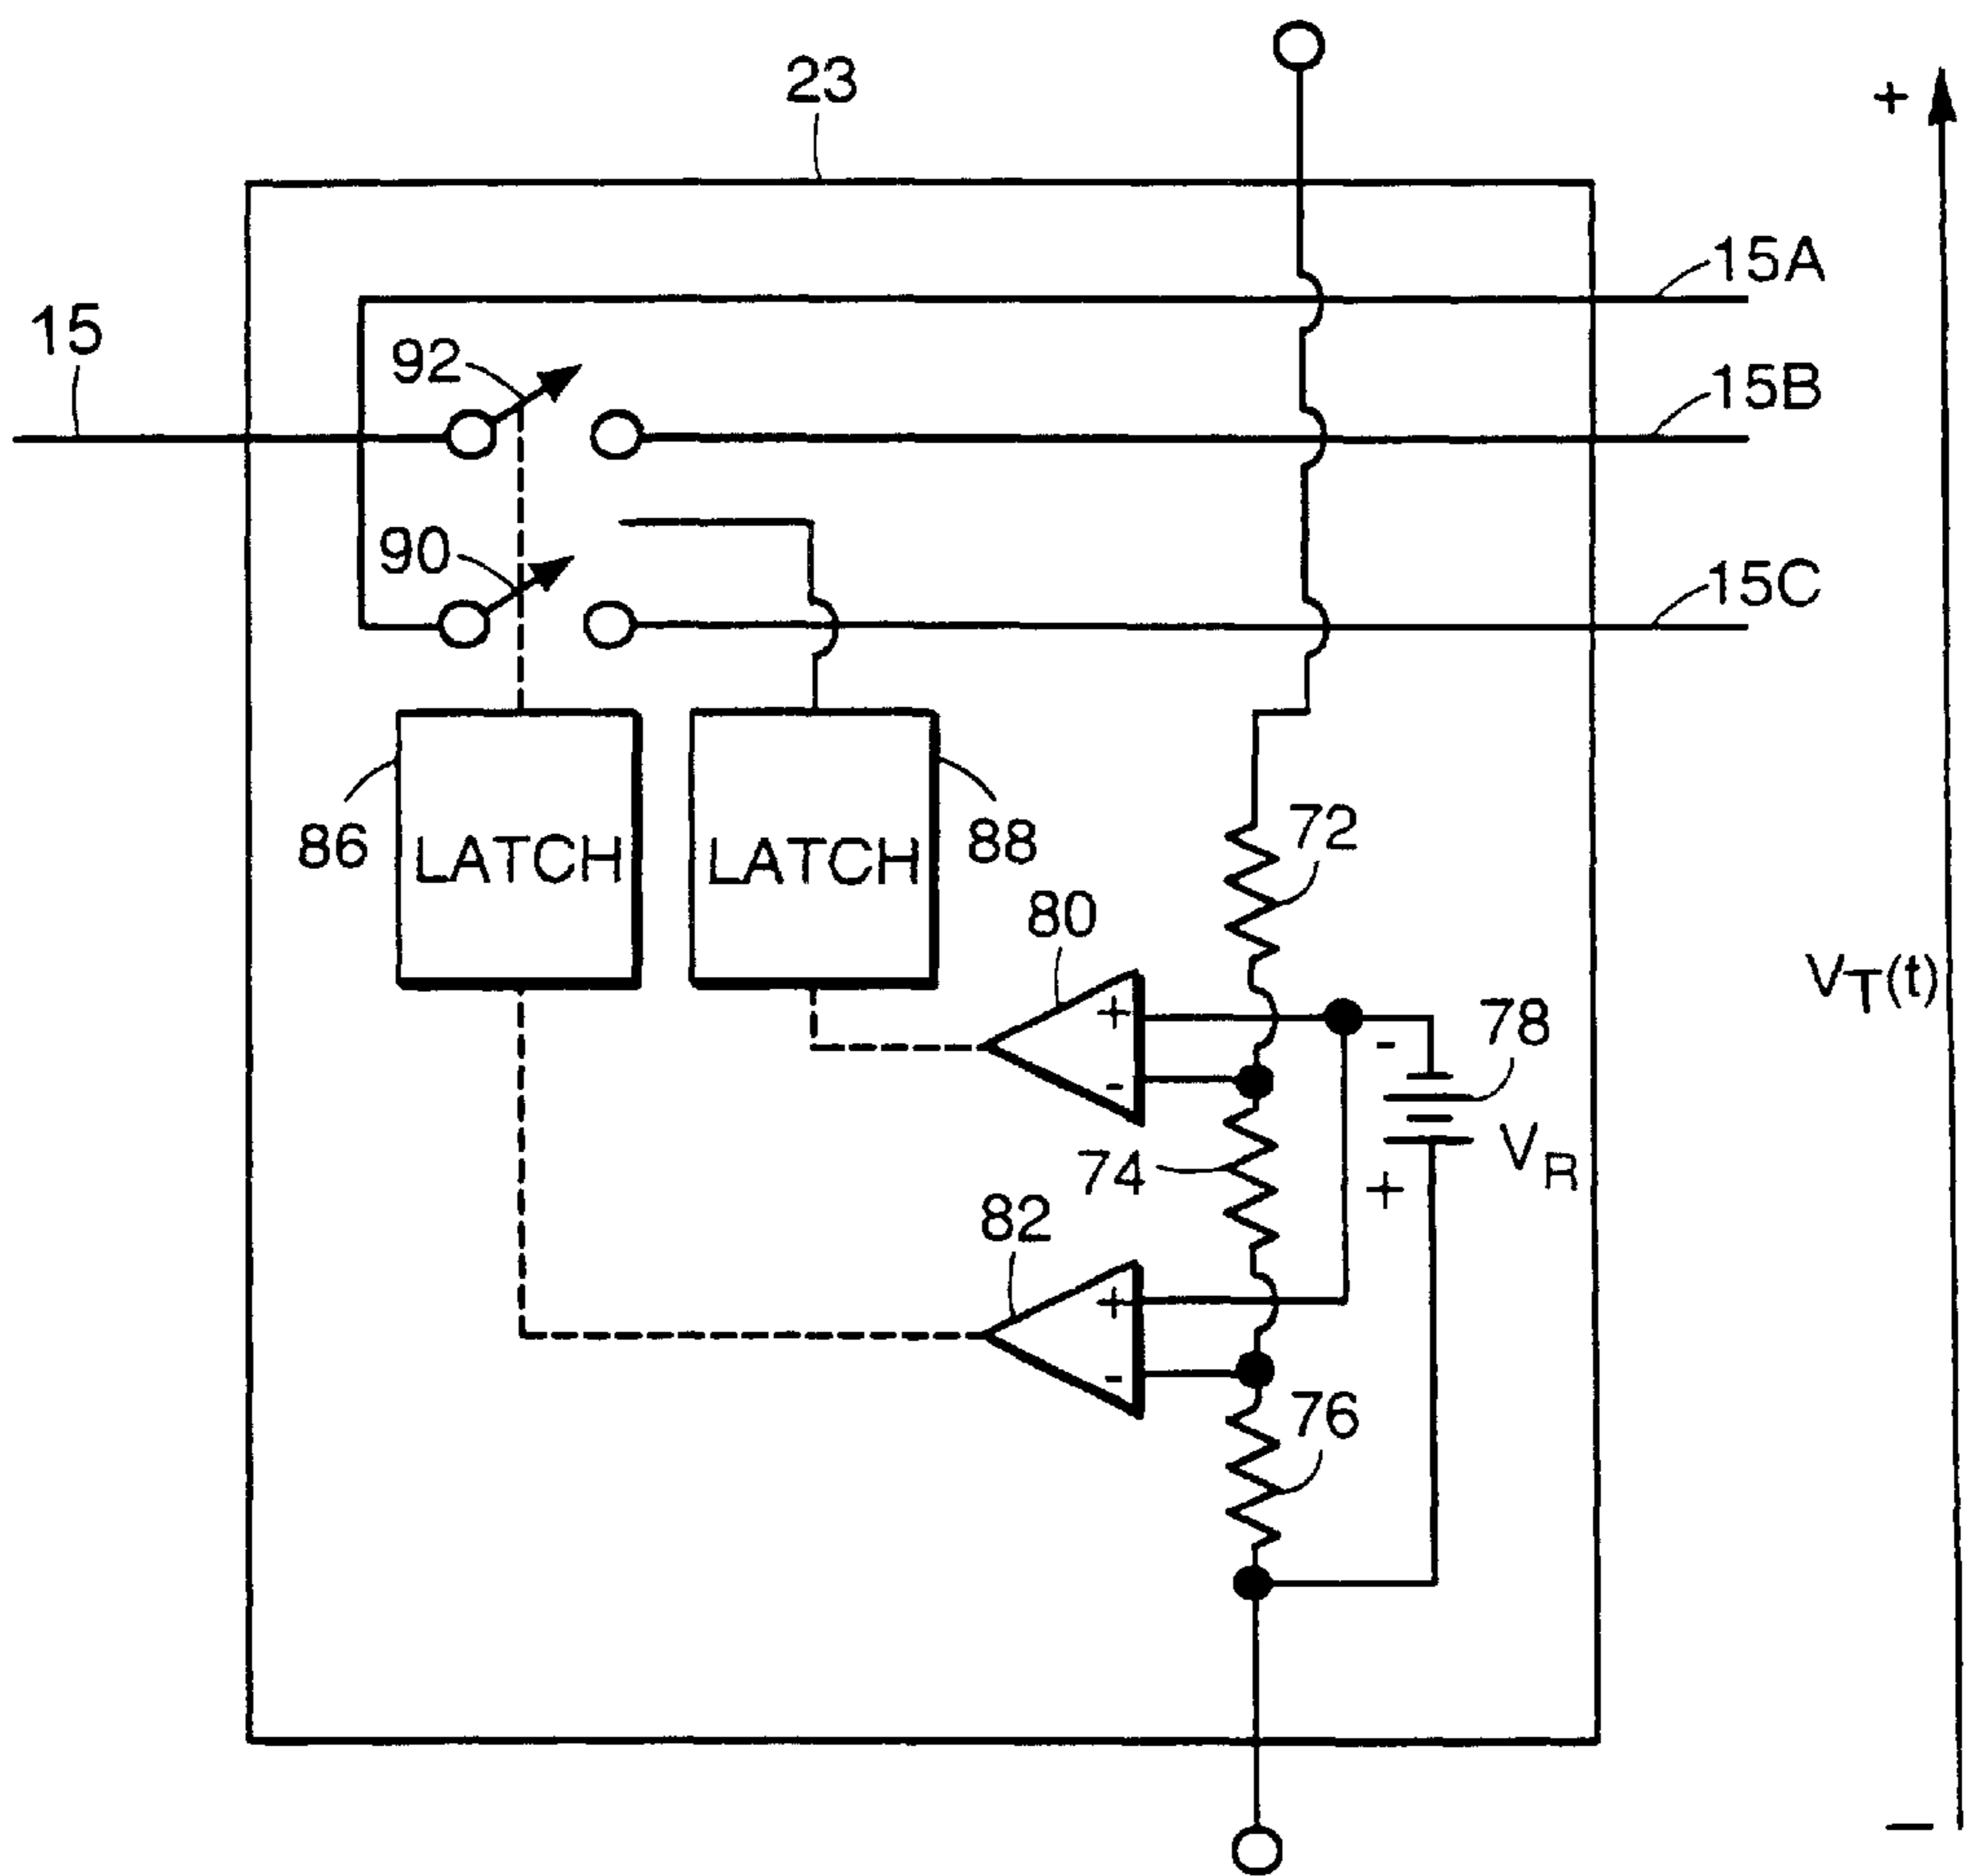 23
+
15A
15
92
15B
90
15C
86
LATCH
LATCH
88
72
80
VT(t)
+
-
78
-
74
VR
+
82
+
-
76
—